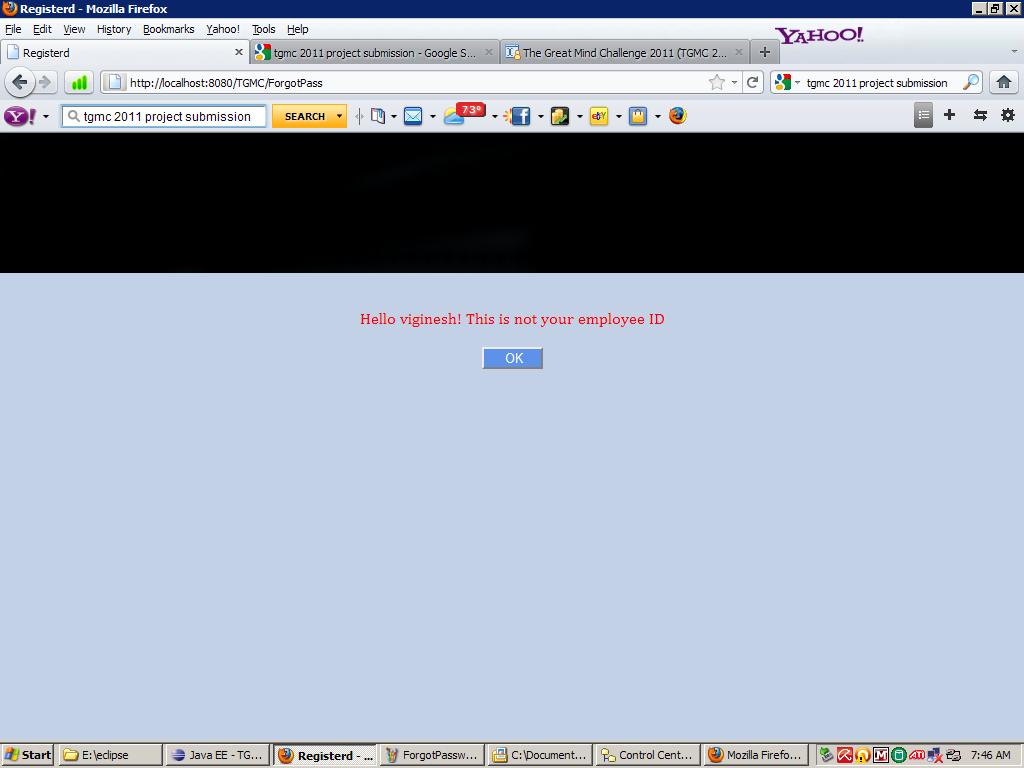 Registerd - Mozilla Firefox
File Edit View History Bookmarks Yahoo! Tools Help
YAHOO!
Registerd
tgmc 2011 project submission - Google S...
The Great Mind Challenge 2011 (TGMC 2...
http://localhost:8080/TGMC/ForgotPass
tgmc 2011 project submission
Y!
tgmc 2011 project submission
SEARCH
73°
Hello viginesh! This is not your employee ID
OK
Start
E:\eclipse
Java EE - TG...
Registerd - ...
ForgotPassw...
C:\Document...
Control Cent...
Mozilla Firefo...
7:46 AM